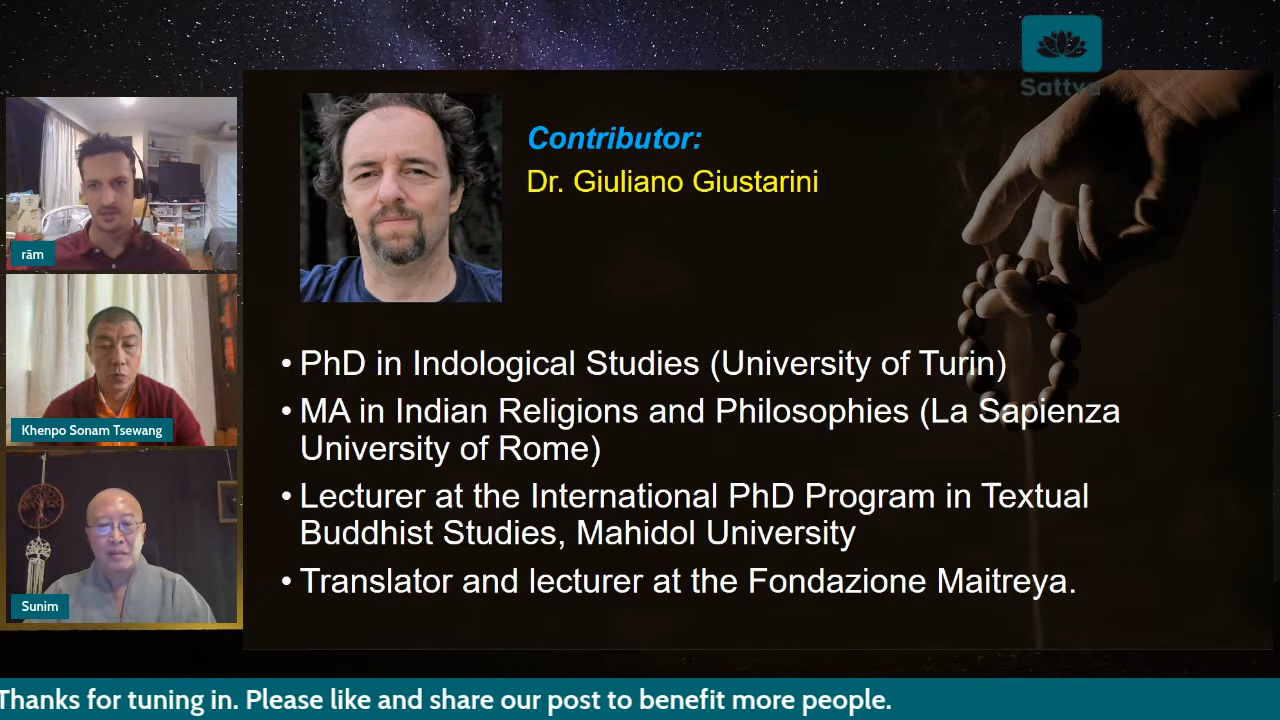 Sattva
Contributor:
Dr. Giuliano Giustarini
rām
Khenpo Sonam Tsewang
Sunim
• PhD in Indological Studies (University of Turin)
• MA in Indian Religions and Philosophies (La Sapienza
University of Rome)
• Lecturer at the International PhD Program in Textual
Buddhist Studies, Mahidol University
• Translator and lecturer at the Fondazione Maitreya.
Thanks for tuning in. Please like and share our post to benefit more people.